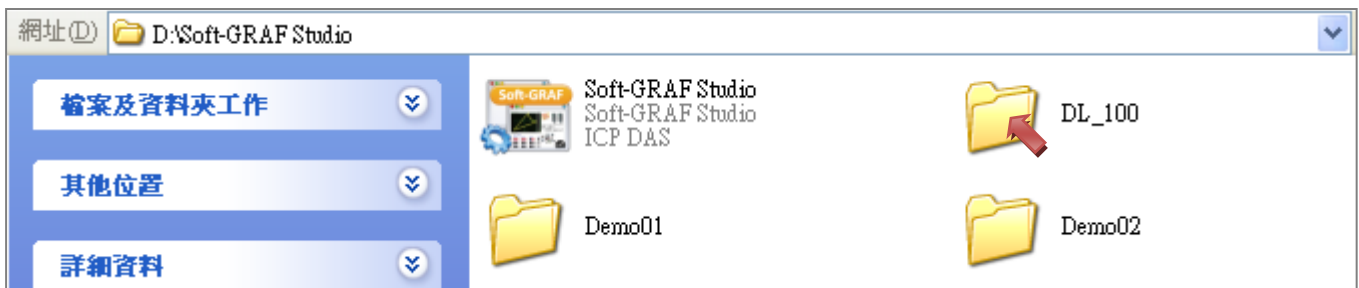 網址(D) D:\Soft-GRAF Studio
檔案及資料夾工作
其他位置
詳細資料
Soft-GRAF
Soft-GRAF Studio
Soft-GRAF Studio
ICP DAS
DL_100
Demo01
Demo02